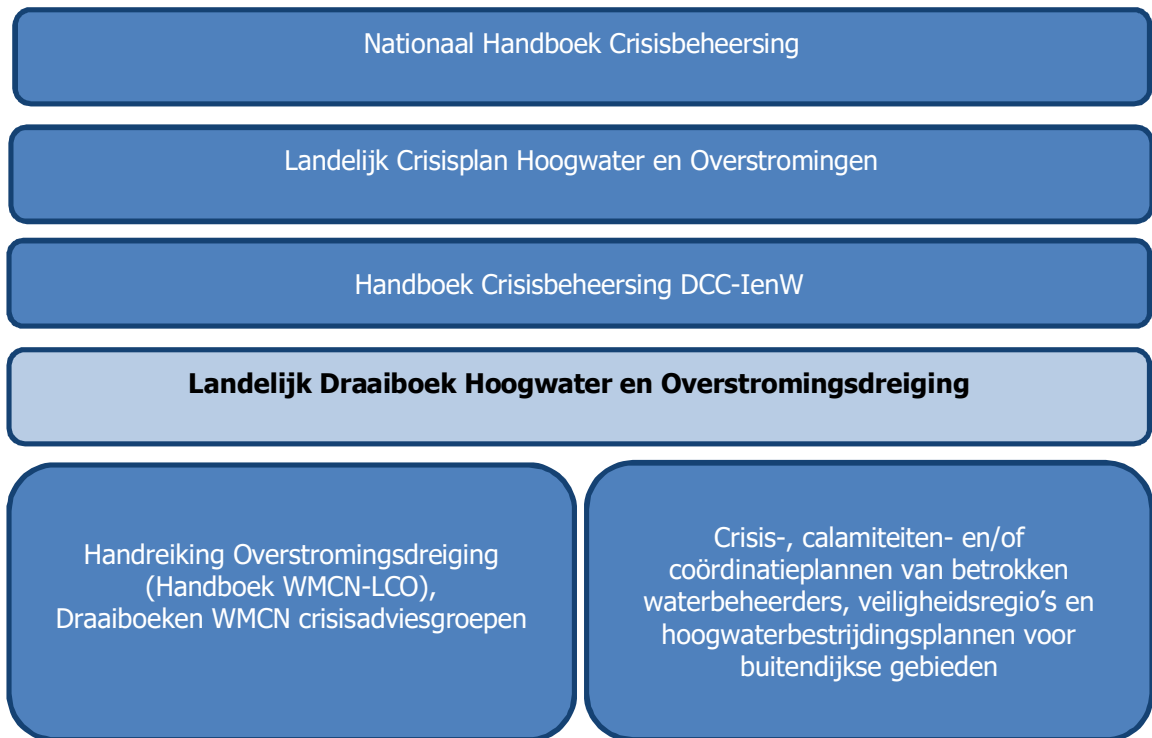 Nationaal Handboek Crisisbeheersing
Landelijk Crisisplan Hoogwater en Overstromingen
Handboek Crisisbeheersing DCC-IenW
Landelijk Draaiboek Hoogwater en Overstromingsdreiging
Handreiking Overstromingsdreiging
(Handboek WMCN-LCO),
Draaiboeken WMCN crisisadviesgroepen
Crisis-, calamiteiten- en/of
coördinatieplannen van betrokken
waterbeheerders, veiligheidsregio’s en
hoogwaterbestrijdingsplannen voor
buitendijkse gebieden